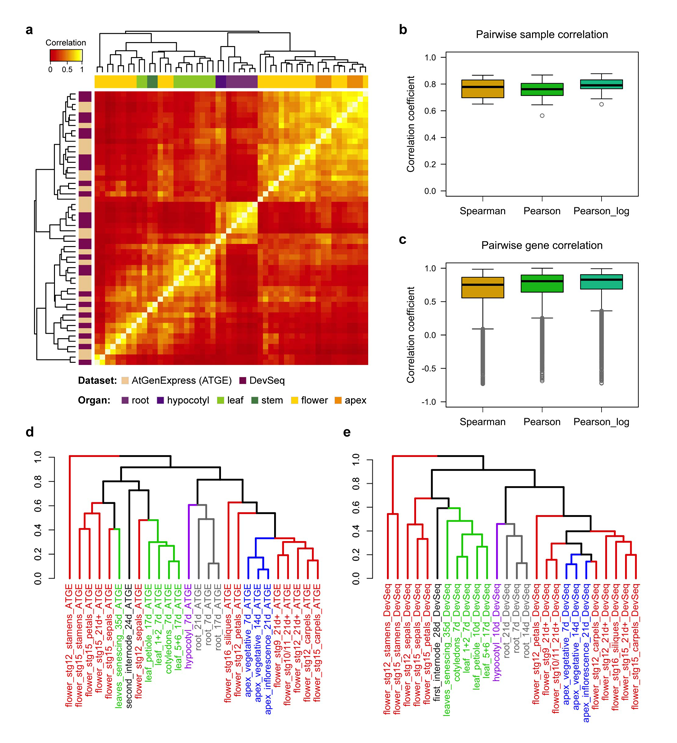 a
Correlation
0 0.5 1
Dataset: AtGenExpress (ATGE) DevSeq
Organ: root hypocotyl leaf stem flower apex
b
Pairwise sample correlation
Correlation coefficient
1.0
0.8
0.6
0.4
0.2
0.0
Spearman Pearson Pearson_log
c
Pairwise gene correlation
Correlation coefficient
1.0
0.5
0.0
-0.5
-1.0
Spearman Pearson Pearson_log
d
1.0
0.8
0.6
0.4
0.2
0.0
flower_stg12_stamens_ATGE
flower_stg15_stamens_ATGE
flower_stg15_petals_ATGE
flower_stg15_21d+_ATGE
flower_stg15_sepals_ATGE
leaves_senescing_35d_ATGE
second_internode_24d_ATGE
flower_stg12_sepals_ATGE
leaf_petiole_17d_ATGE
leaf_1+2_7d_ATGE
cotyledons_7d_ATGE
leaf_5+6_17d_ATGE
hypocotyl_7d_ATGE
root_21d_ATGE
root_7d_ATGE
root_17d_ATGE
flower_stg16_siliques_ATGE
flower_stg12_petals_ATGE
apex_vegetative_7d_ATGE
apex_vegetative_14d_ATGE
apex_inflorescence_21d_ATGE
flower_stg9_21d+_ATGE
flower_stg10/11_21d+_ATGE
flower_stg12_21d+_ATGE
flower_stg12_carpels_ATGE
flower_stg15_carpels_ATGE
e
1.0
0.8
0.6
0.4
0.2
0.0
flower_stg12_stamens_DevSeq
flower_stg15_stamens_DevSeq
flower_stg12_sepals_DevSeq
flower_stg15_sepals_DevSeq
flower_stg15_petals_DevSeq
first_internode_28d_DevSeq
leaves_senescing_35d_DevSeq
cotyledons_7d_DevSeq
leaf_1+2_7d_DevSeq
leaf_petiole_10d_DevSeq
leaf_5+6_17d_DevSeq
hypocotyl_10d_DevSeq
root_21d_DevSeq
root_7d_DevSeq
root_14d_DevSeq
flower_stg12_petals_DevSeq
flower_stg9_21d+_DevSeq
flower_stg10/11_21d+_DevSeq
apex_vegetative_7d_DevSeq
apex_vegetative_14d_DevSeq
apex_inflorescence_21d_DevSeq
flower_stg12_carpels_DevSeq
flower_stg12_21d+_DevSeq
flower_stg16_siliques_DevSeq
flower_stg15_21d+_DevSeq
flower_stg15_carpels_DevSeq